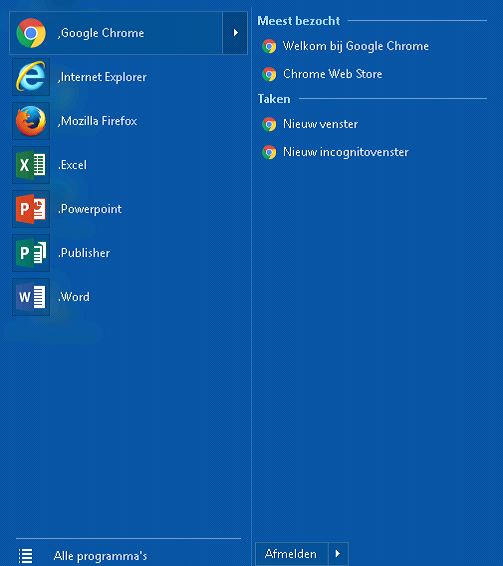 ,Google Chrome
,Internet Explorer
,Mozilla Firefox
.Excel
.Powerpoint
.Publisher
.Word
Alle programma's
Meest bezocht
Welkom bij Google Chrome
Chrome Web Store
Taken
Nieuw venster
Nieuw incognitovenster
Afmelden